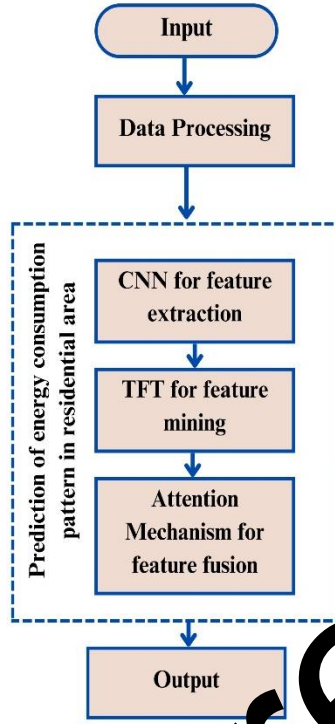 Input
Data Processing
Prediction of energy consumption
pattern in residential area
CNN for feature
extraction
TFT for feature
mining
Attention
Mechanism for
feature fusion
Output